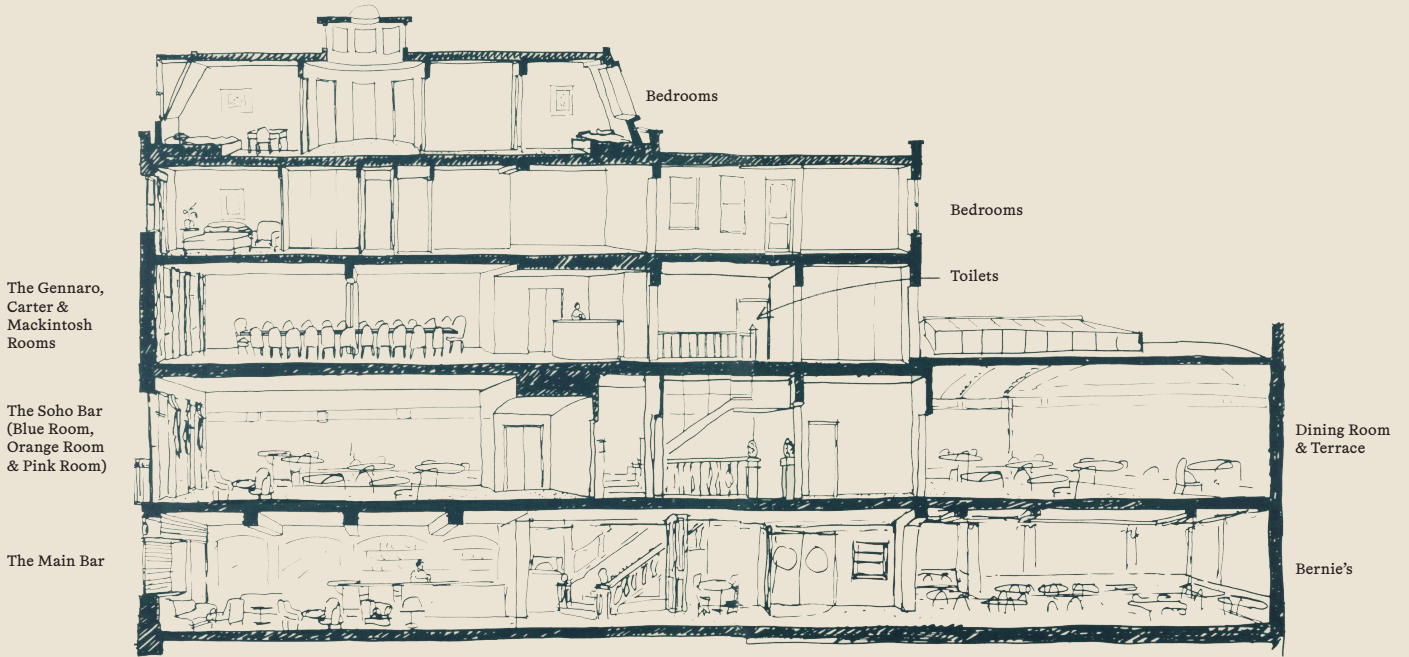 Bedrooms
Bedrooms
Toilets
The Gennaro,
Carter &
Mackintosh
Rooms
The Soho Bar
(Blue Room,
Orange Room
& Pink Room)
Dining Room
& Terrace
The Main Bar
Bernie’s